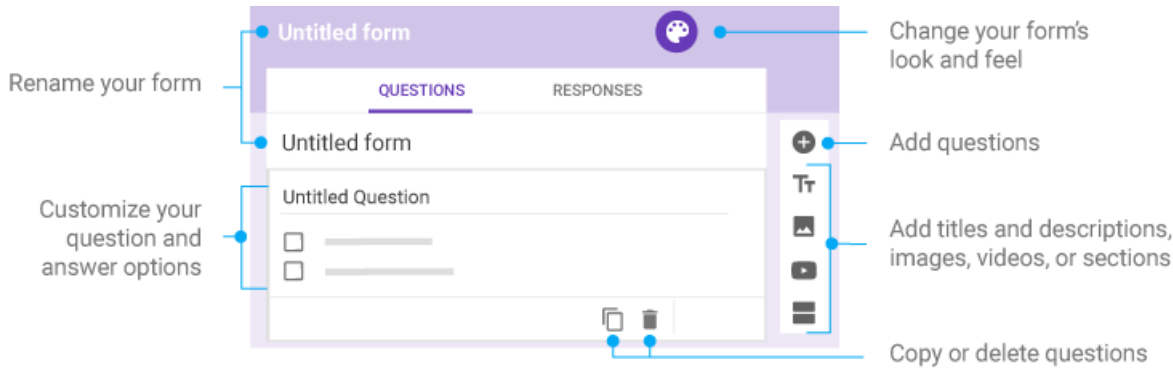 Untitled form
Change your form's
look and feel
Rename your form
QUESTIONS
RESPONSES
Untitled form
Add questions
Tт
Untitled Question
Customize your
question and
answer options
Add titles and descriptions,
images, videos, or sections
Copy or delete questions